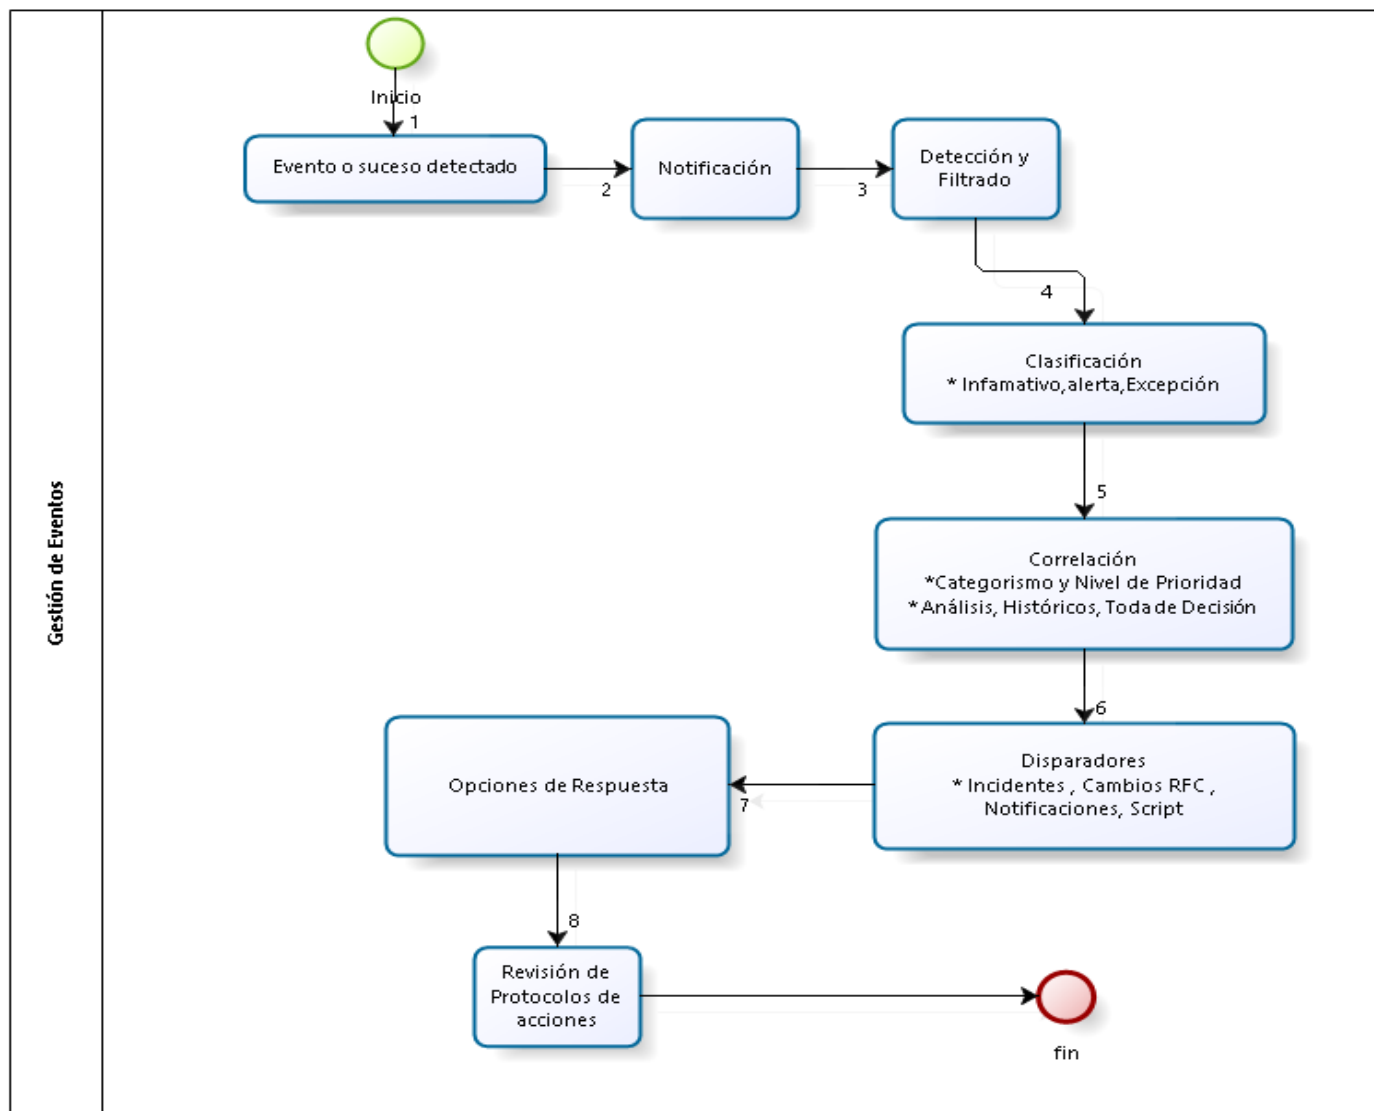 Gestión de Eventos
Inicio
1
Evento o suceso detectado
2
Notificación
3
Detección y
Filtrado
4
Clasificación
* Infamativo,alerta,Excepción
5
Correlación
*Categorismo y Nivel de Prioridad
*Análisis, Históricos, Toda de Decisión
6
Disparadores
* Incidentes , Cambios RFC ,
Notificaciones, Script
7
Opciones de Respuesta
8
Revisión de
Protocolos de
acciones
fin